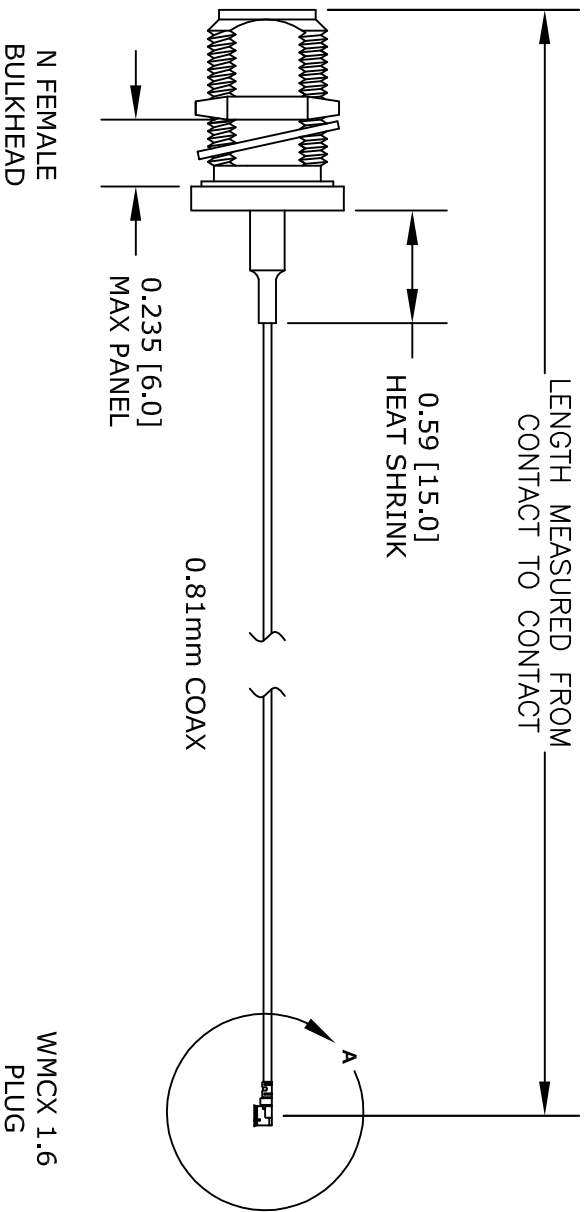 LENGTH MEASURED FROM
CONTACT TO CONTACT
0.59 [15.0]
HEAT SHRINK
0.235 [6.0]
MAX PANEL
0.81mm COAX
A
N FEMALE
BULKHEAD
WMCX 1.6
PLUG